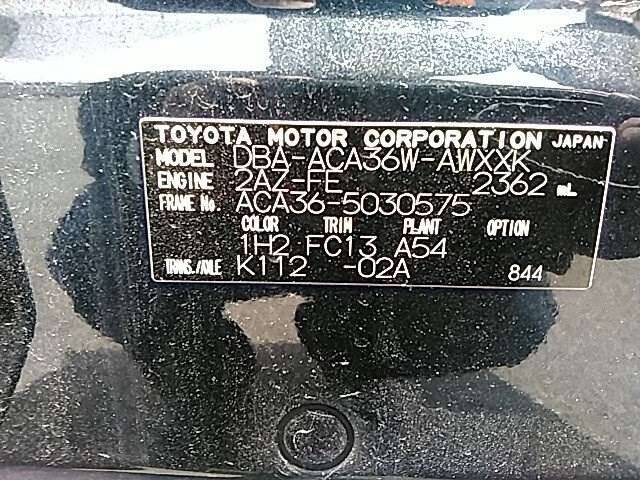 TOYOTA MOTOR CORPORATION JAPAN
MODEL DBA-ACA36W-AWXXK
ENGINE 2AZ-FE 2362 mL
FRAME No. ACA36-5030575
COLOR TRIM PLANT OPTION
1H2 FC13 A54
TRANS./AXLE K112 -02A 844